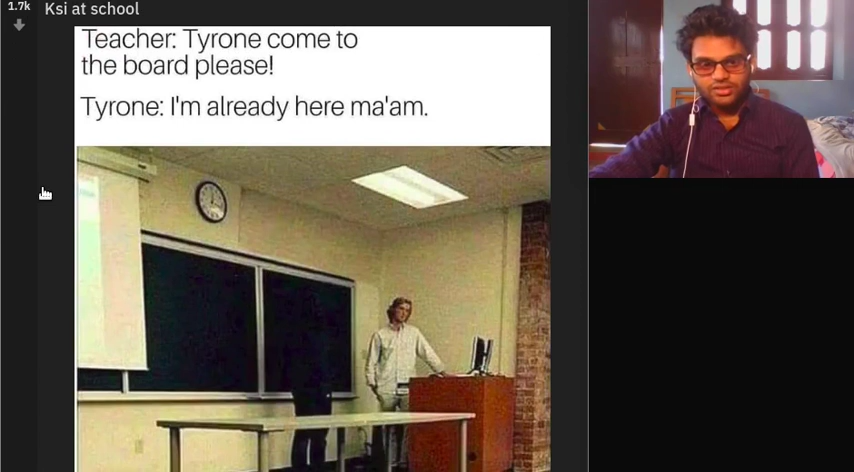 1.7k
Ksi at school
Teacher: Tyrone come to
the board please!
Tyrone: I'm already here ma'am.